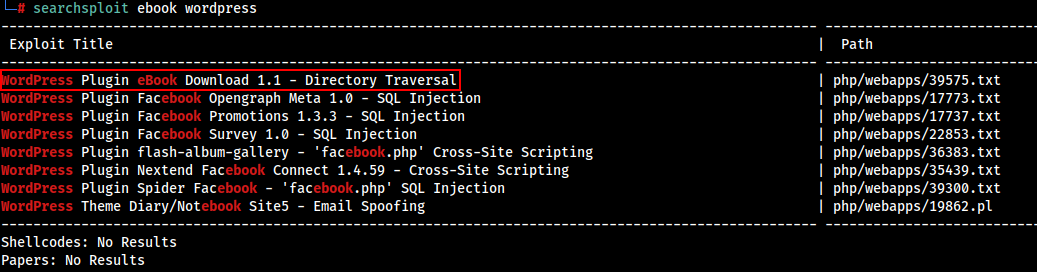 └─# searchsploit ebook wordpress
---------------------------------------------------------------------------------------------------- ---------------------------------
Exploit Title | Path
---------------------------------------------------------------------------------------------------- ---------------------------------
WordPress Plugin eBook Download 1.1 - Directory Traversal | php/webapps/39575.txt
WordPress Plugin Facebook Opengraph Meta 1.0 - SQL Injection | php/webapps/17773.txt
WordPress Plugin Facebook Promotions 1.3.3 - SQL Injection | php/webapps/17737.txt
WordPress Plugin Facebook Survey 1.0 - SQL Injection | php/webapps/22853.txt
WordPress Plugin flash-album-gallery - 'facebook.php' Cross-Site Scripting | php/webapps/36383.txt
WordPress Plugin Nextend Facebook Connect 1.4.59 - Cross-Site Scripting | php/webapps/35439.txt
WordPress Plugin Spider Facebook - 'facebook.php' SQL Injection | php/webapps/39300.txt
WordPress Theme Diary/Notebook Site5 - Email Spoofing | php/webapps/19862.pl
---------------------------------------------------------------------------------------------------- ---------------------------------
Shellcodes: No Results
Papers: No Results